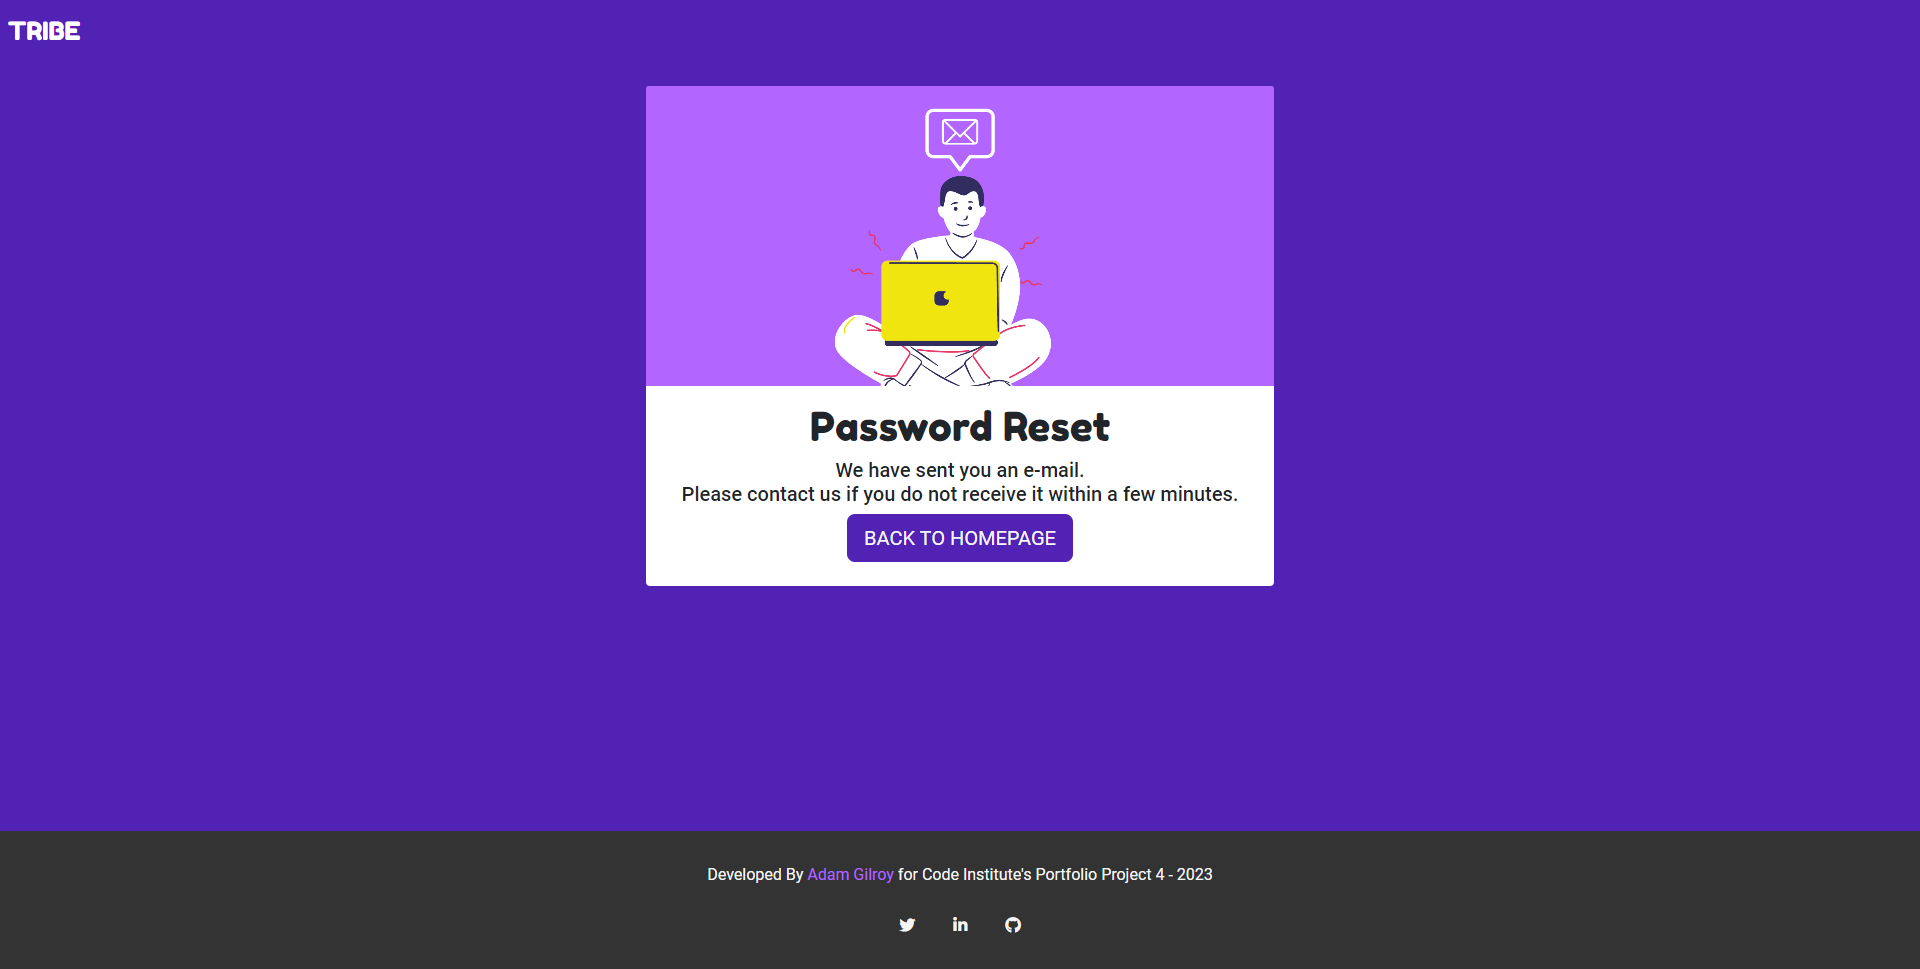 TRIBE
Password Reset
We have sent you an e-mail.
Please contact us if you do not receive it within a few minutes.
BACK TO HOMEPAGE
Developed By Adam Gilroy for Code Institute's Portfolio Project 4 - 2023